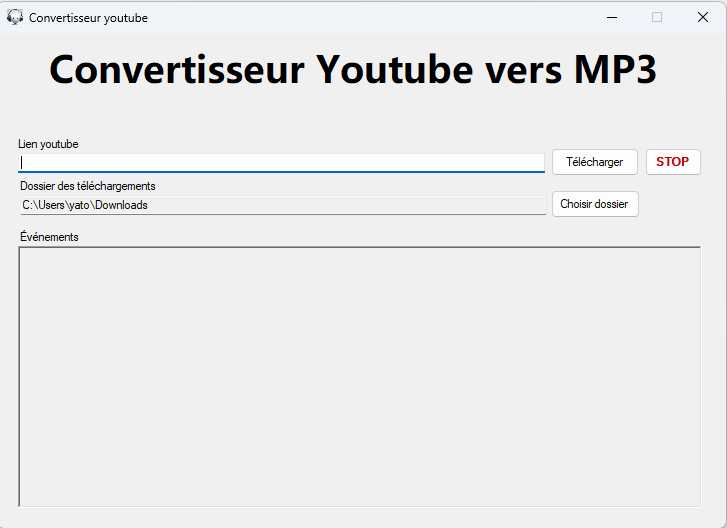 Convertisseur youtube
Convertisseur Youtube vers MP3
Lien youtube
Télécharger
STOP
Dossier des téléchargements
C:\Users\yato\Downloads
Choisir dossier
Événements